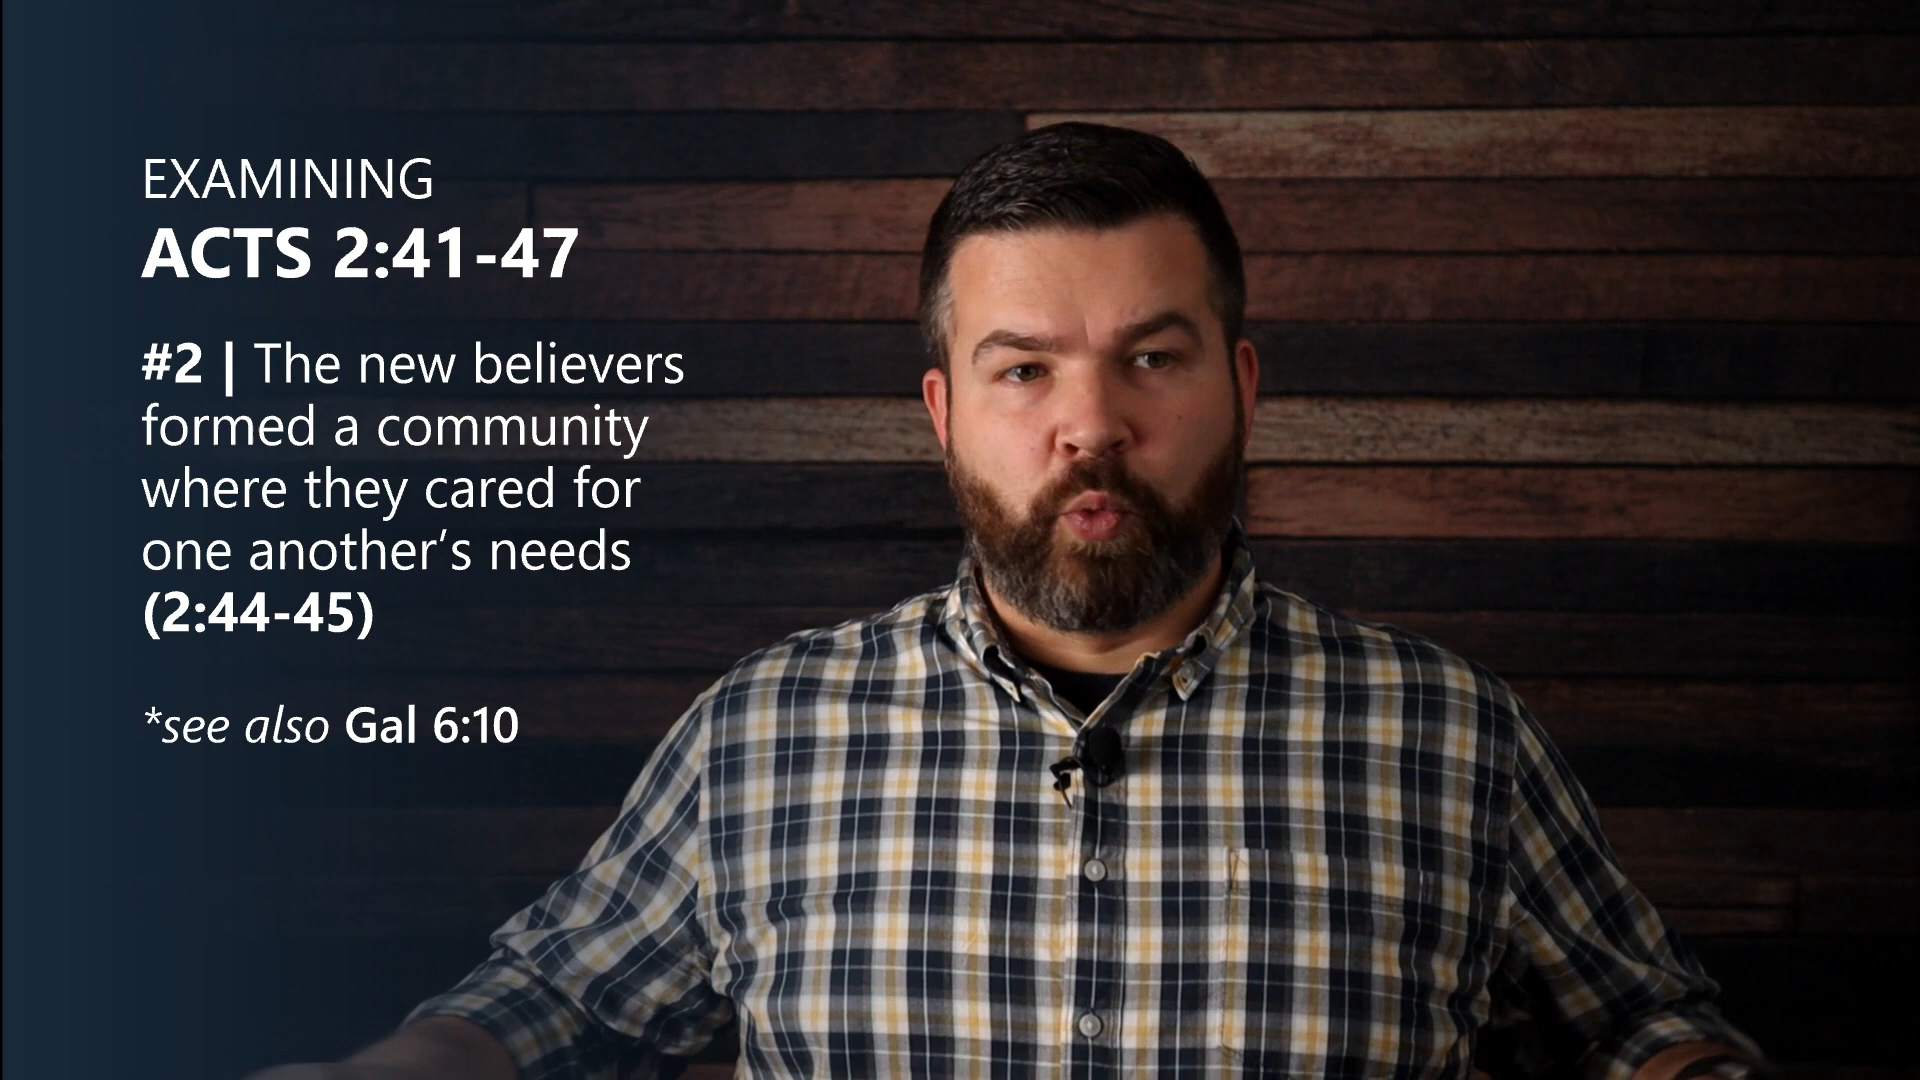 EXAMINING
ACTS 2:41-47
#2 | The new believers
formed a community
where they cared for
one another’s needs
(2:44-45)
*see also Gal 6:10